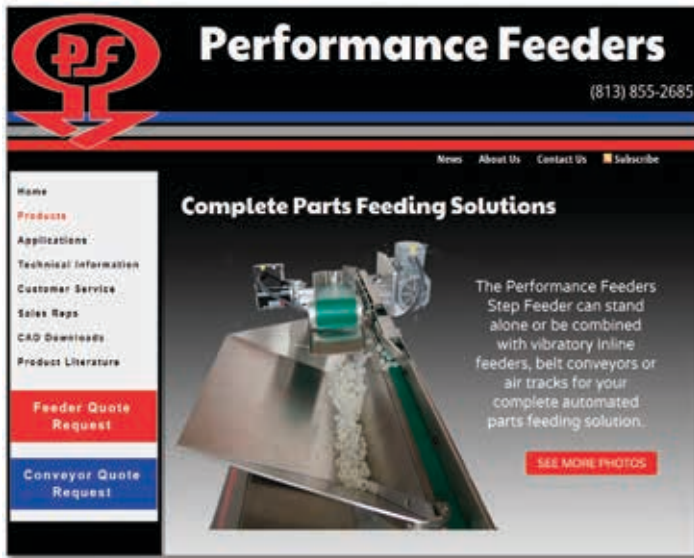 PF
Performance Feeders
(813) 855-2685
News About Us Contact Us Subscribe
Home
Products
Applications
Technical Information
Customer Service
Sales Reps
CAD Downloads
Product Literature
Feeder Quote
Request
Conveyor Quote
Request
Complete Parts Feeding Solutions
The Performance Feeders
Step Feeder can stand
alone or be combined
with vibratory inline
feeders, belt conveyors or
air tracks for your
complete automated
parts feeding solution.
SEE MORE PHOTOS